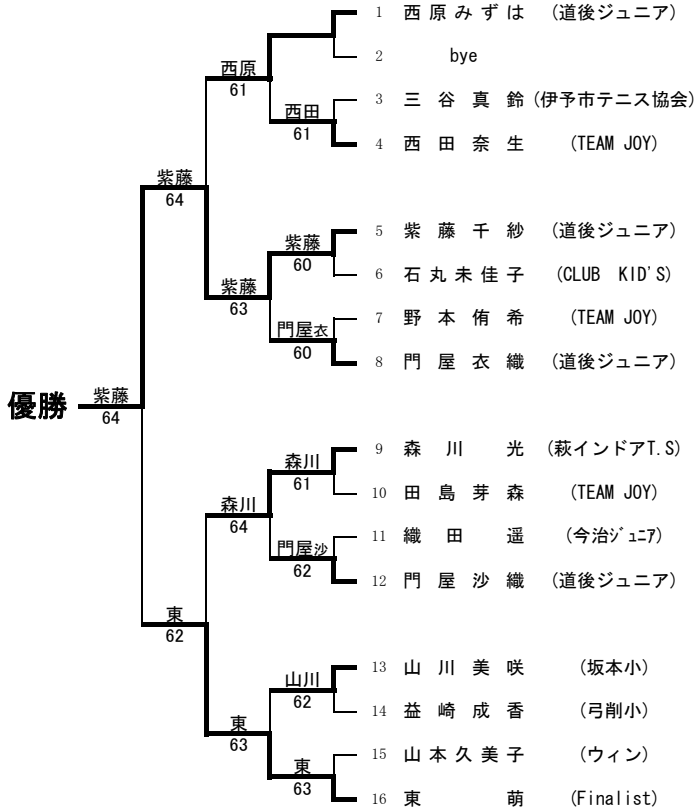 1 西原みずは (道後ジュニア)
2 bye
西原
61
3 三谷真鈴 (伊予市テニス協会)
西田
61
4 西田奈生 (TEAM JOY)
紫藤
64
5 紫藤千紗 (道後ジュニア)
紫藤
60
6 石丸未佳子 (CLUB KID'S)
紫藤
63
7 野本侑希 (TEAM JOY)
門屋衣
60
8 門屋衣織 (道後ジュニア)
優勝 紫藤
64
9 森川光 (萩インドアT.S)
森川
61
10 田島芽森 (TEAM JOY)
森川
64
11 織田遥 (今治ｼﾞｭﾆｱ)
門屋沙
62
12 門屋沙織 (道後ジュニア)
東
62
13 山川美咲 (坂本小)
山川
62
14 益崎成香 (弓削小)
東
63
15 山本久美子 (ウィン)
東
63
16 東萌 (Finalist)